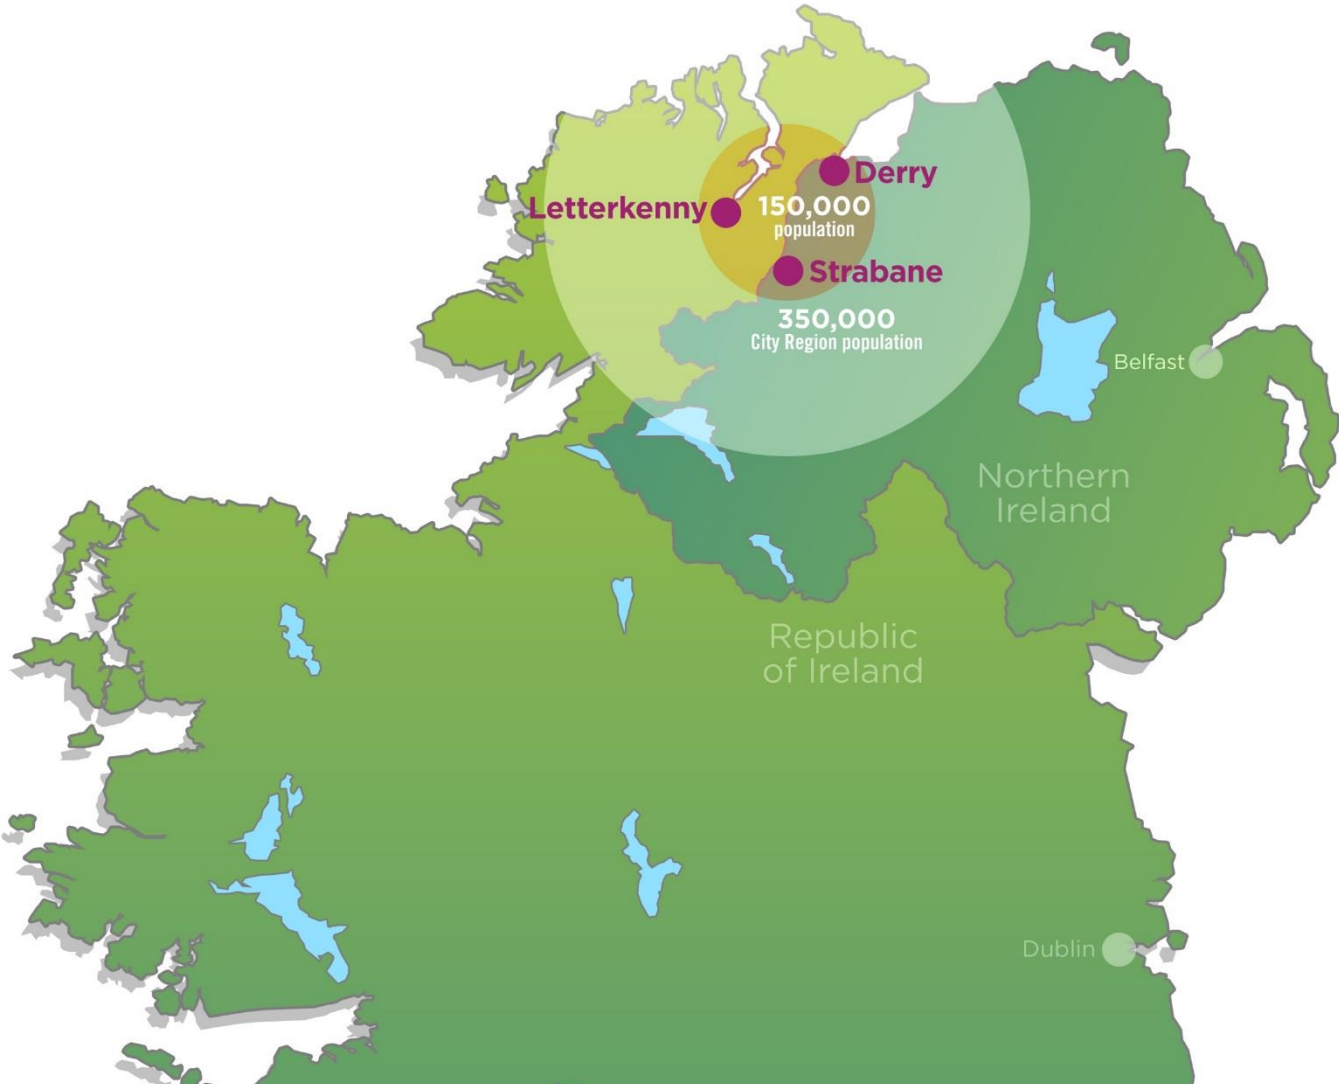 Derry
Letterkenny
150,000
population
Strabane
350,000
City Region population
Belfast
Northern
Ireland
Republic
of Ireland
Dublin